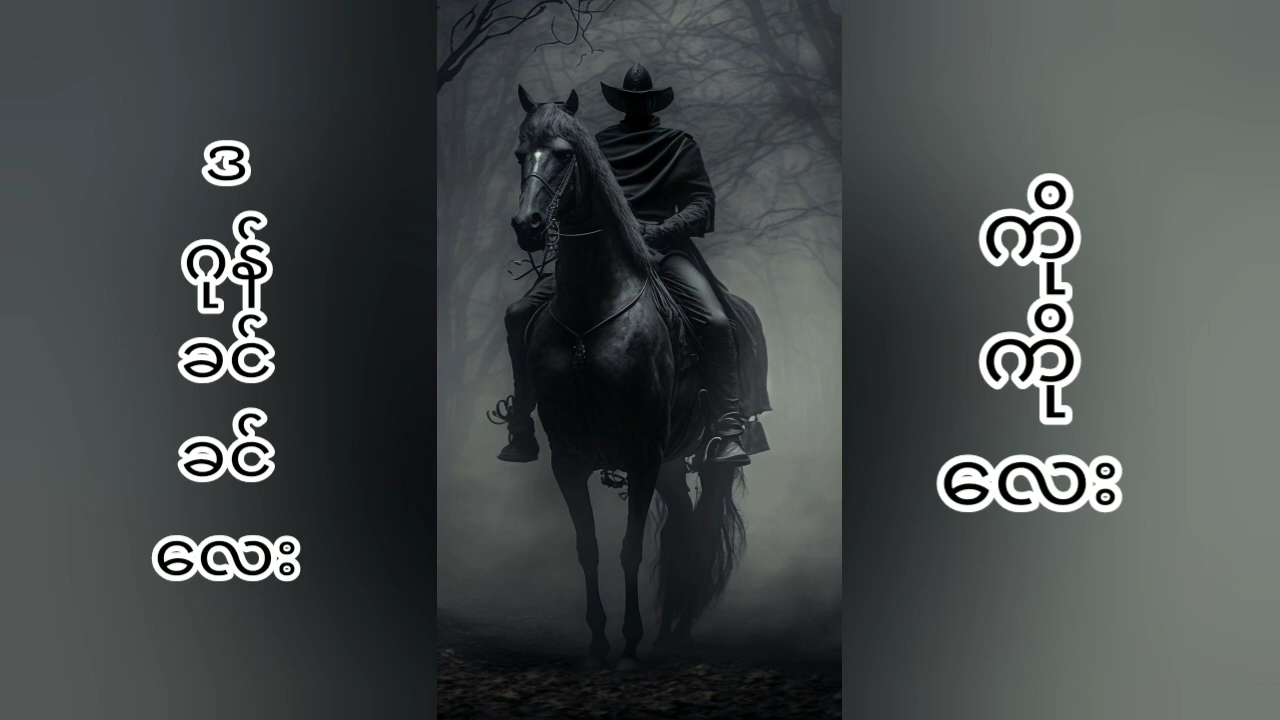 ဒ
ဂုန်
ခင်
ခင်
လေး
ကိုံ
ကိုံ
လေး